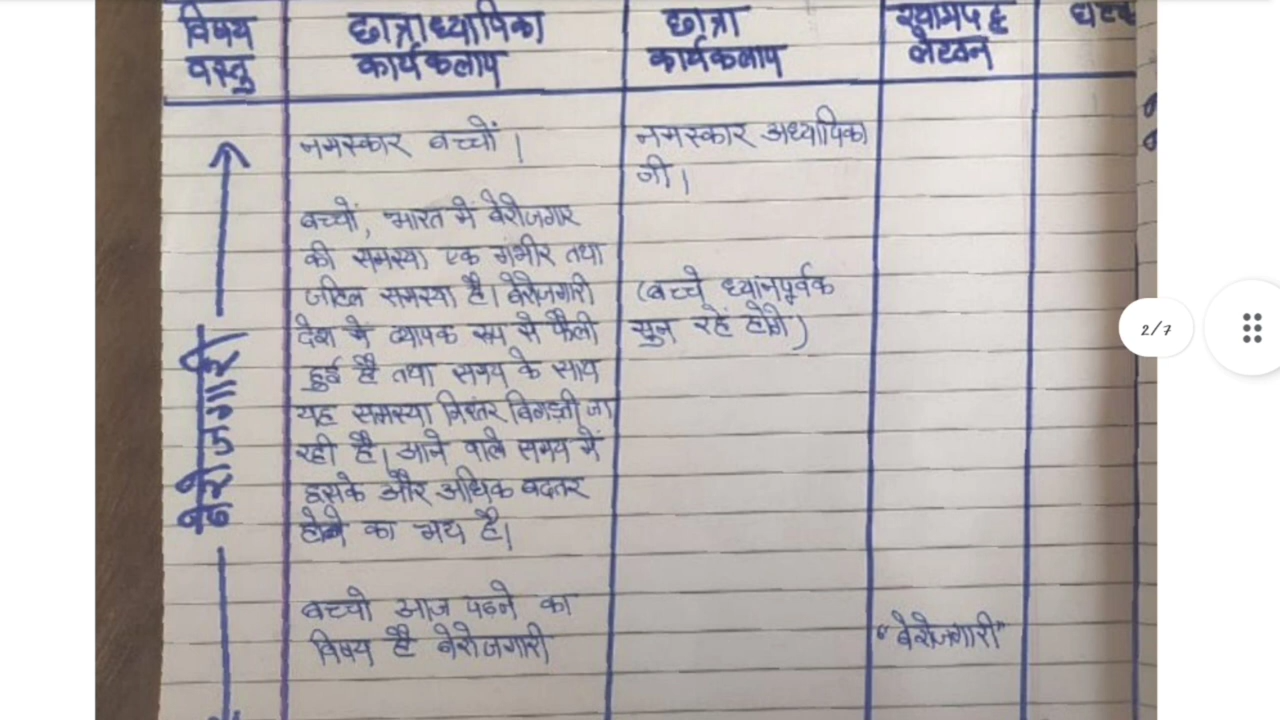 विषय वस्तु
छात्राध्यापिका कार्यकलाप
छात्रा कार्यकलाप
श्यामपट्ट लेखन
बेरोजगारी
नमस्कार बच्चों।
नमस्कार अध्यापिका
जी।
बच्चों, भारत में बेरोजगार
की समस्या एक गंभीर तथा
जटिल समस्या है। बेरोजगारी
देश में व्यापक रूप से फैली
हुई है तथा समय के साथ
यह समस्या निरंतर बिगड़ती जा
रही है। आने वाले समय में
इसके और अधिक बदतर
होने का भय है।
(बच्चे ध्यानपूर्वक
सुन रहें होंगे)
बच्चो आज पढने का
विषय है बेरोजगारी
"बेरोजगारी"
2/7